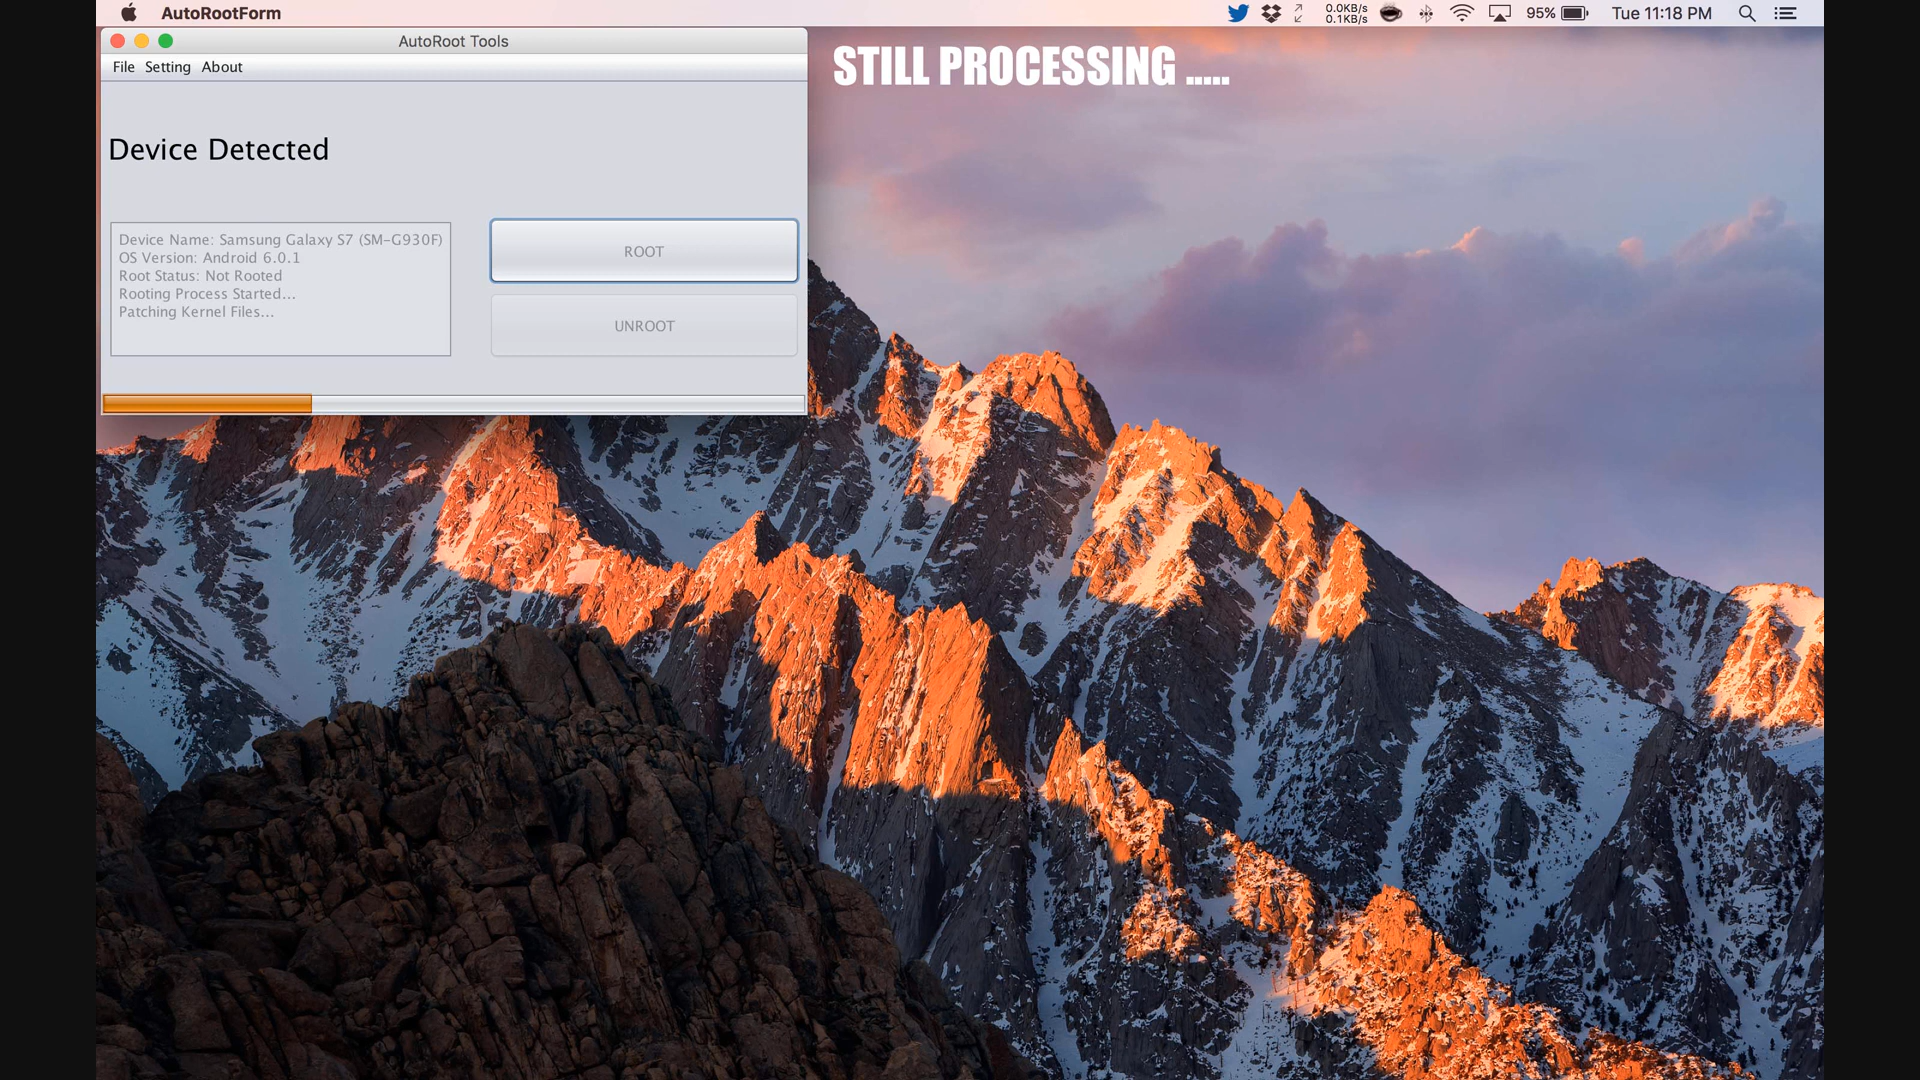 AutoRootForm
0.0KB/s
0.1KB/s
95%
Tue 11:18 PM
AutoRoot Tools
File Setting About
STILL PROCESSING .....
Device Detected
Device Name: Samsung Galaxy S7 (SM-G930F)
OS Version: Android 6.0.1
Root Status: Not Rooted
Rooting Process Started...
Patching Kernel Files...
ROOT
UNROOT